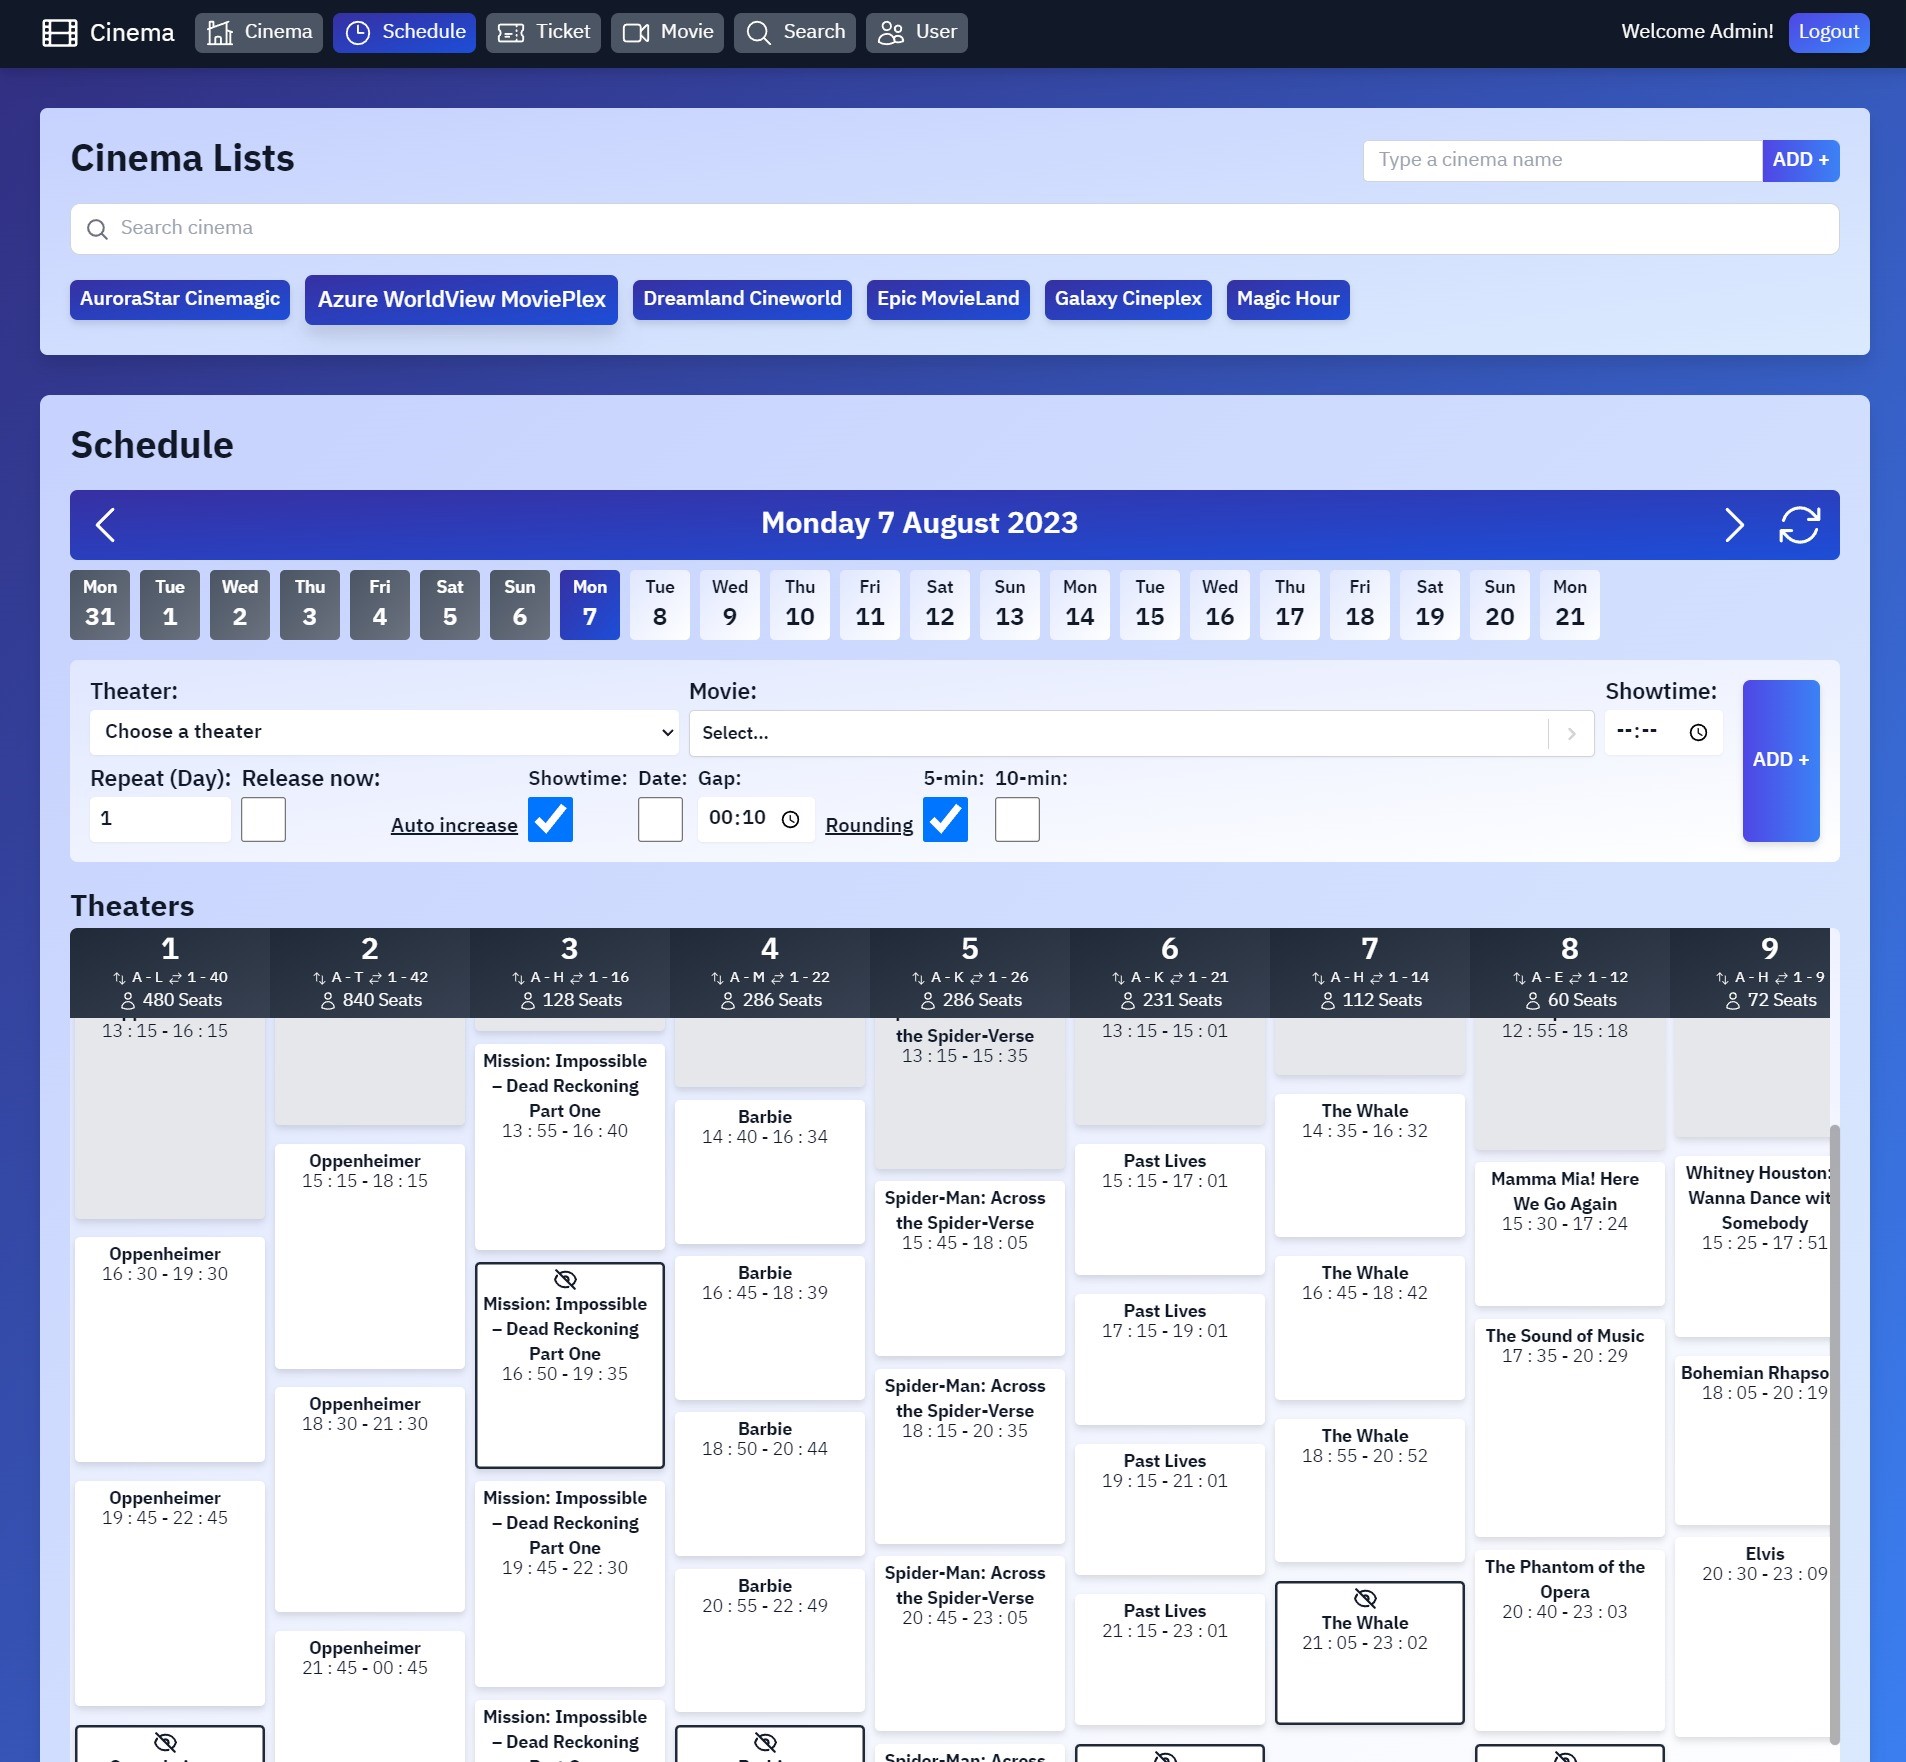 Cinema
Cinema
Schedule
Ticket
Movie
Search
User
Welcome Admin!
Logout
Cinema Lists
Type a cinema name
ADD +
Search cinema
AuroraStar Cinemagic
Azure WorldView MoviePlex
Dreamland Cineworld
Epic MovieLand
Galaxy Cineplex
Magic Hour
Schedule
Monday 7 August 2023
Mon Tue Wed Thu Fri Sat Sun Mon Tue Wed Thu Fri Sat Sun Mon Tue Wed Thu Fri Sat Sun Mon
31 1 2 3 4 5 6 7 8 9 10 11 12 13 14 15 16 17 18 19 20 21
Theater:
Choose a theater
Movie:
Select...
Showtime:
--:--
ADD +
Repeat (Day):
1
Release now:
Auto increase
Showtime:
Date:
Gap:
00:10
Rounding
5-min:
10-min:
Theaters
1
A - L 1 - 40
480 Seats
13 : 15 - 16 : 15
Oppenheimer
16 : 30 - 19 : 30
Oppenheimer
19 : 45 - 22 : 45
2
A - T 1 - 42
840 Seats
Oppenheimer
15 : 15 - 18 : 15
Oppenheimer
18 : 30 - 21 : 30
Oppenheimer
21 : 45 - 00 : 45
3
A - H 1 - 16
128 Seats
Mission: Impossible
– Dead Reckoning
Part One
13 : 55 - 16 : 40
Mission: Impossible
– Dead Reckoning
Part One
16 : 50 - 19 : 35
Mission: Impossible
– Dead Reckoning
Part One
19 : 45 - 22 : 30
Mission: Impossible
– Dead Reckoning
4
A - M 1 - 22
286 Seats
Barbie
14 : 40 - 16 : 34
Barbie
16 : 45 - 18 : 39
Barbie
18 : 50 - 20 : 44
Barbie
20 : 55 - 22 : 49
5
A - K 1 - 26
286 Seats
the Spider-Verse
13 : 15 - 15 : 35
Spider-Man: Across
the Spider-Verse
15 : 45 - 18 : 05
Spider-Man: Across
the Spider-Verse
18 : 15 - 20 : 35
Spider-Man: Across
the Spider-Verse
20 : 45 - 23 : 05
Spider-Man: Across
6
A - K 1 - 21
231 Seats
13 : 15 - 15 : 01
Past Lives
15 : 15 - 17 : 01
Past Lives
17 : 15 - 19 : 01
Past Lives
19 : 15 - 21 : 01
Past Lives
21 : 15 - 23 : 01
7
A - H 1 - 14
112 Seats
The Whale
14 : 35 - 16 : 32
The Whale
16 : 45 - 18 : 42
The Whale
18 : 55 - 20 : 52
The Whale
21 : 05 - 23 : 02
8
A - E 1 - 12
60 Seats
12 : 55 - 15 : 18
Mamma Mia! Here
We Go Again
15 : 30 - 17 : 24
The Sound of Music
17 : 35 - 20 : 29
The Phantom of the
Opera
20 : 40 - 23 : 03
9
A - H 1 - 9
72 Seats
Whitney Houston:
Wanna Dance wit
Somebody
15 : 25 - 17 : 51
Bohemian Rhapso
18 : 05 - 20 : 19
Elvis
20 : 30 - 23 : 09